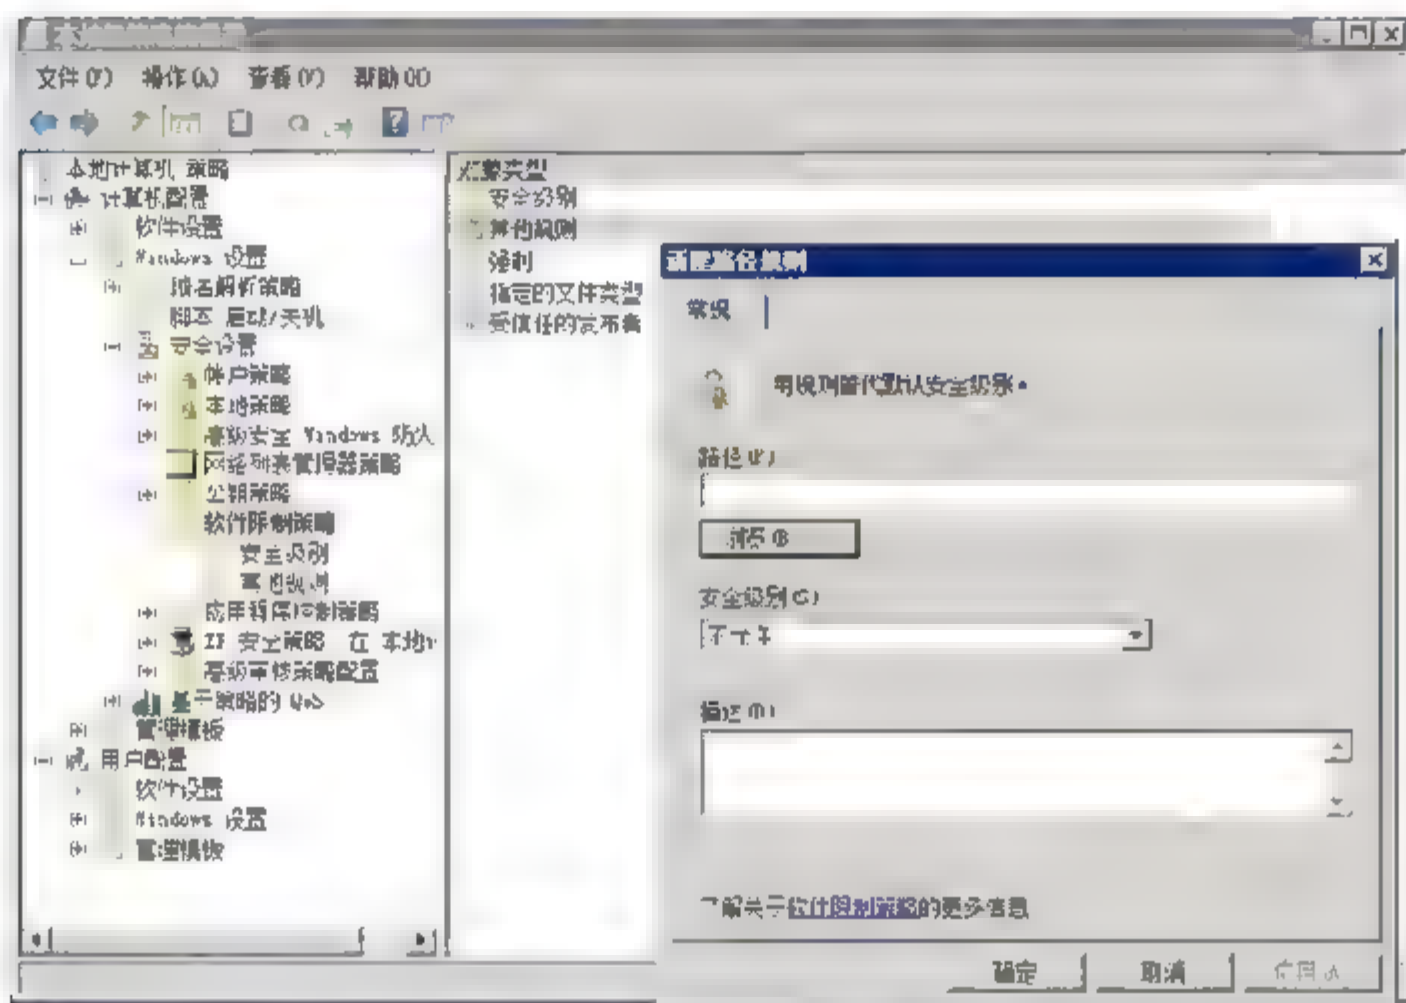 文件(F) 操作(A) 查看(V) 帮助(H)
本地计算机 策略
计算机配置
软件设置
Windows 设置
域名解析策略
脚本(启动/关机)
安全设置
帐户策略
本地策略
高级安全 Windows 防火
网络列表管理器策略
公钥策略
软件限制策略
安全级别
其他规则
应用程序控制策略
IP 安全策略，在 本地
高级审核策略配置
基于策略的 QoS
管理模板
用户配置
软件设置
Windows 设置
管理模板
对象类型
安全级别
其他规则
强制
指定的文件类型
受信任的发布者
新建路径规则
常规
用规则替代默认安全级别。
路径(P)
浏览(B)
安全级别(S)
不允许
描述(D)
了解关于软件限制策略的更多信息
确定
取消
应用(A)